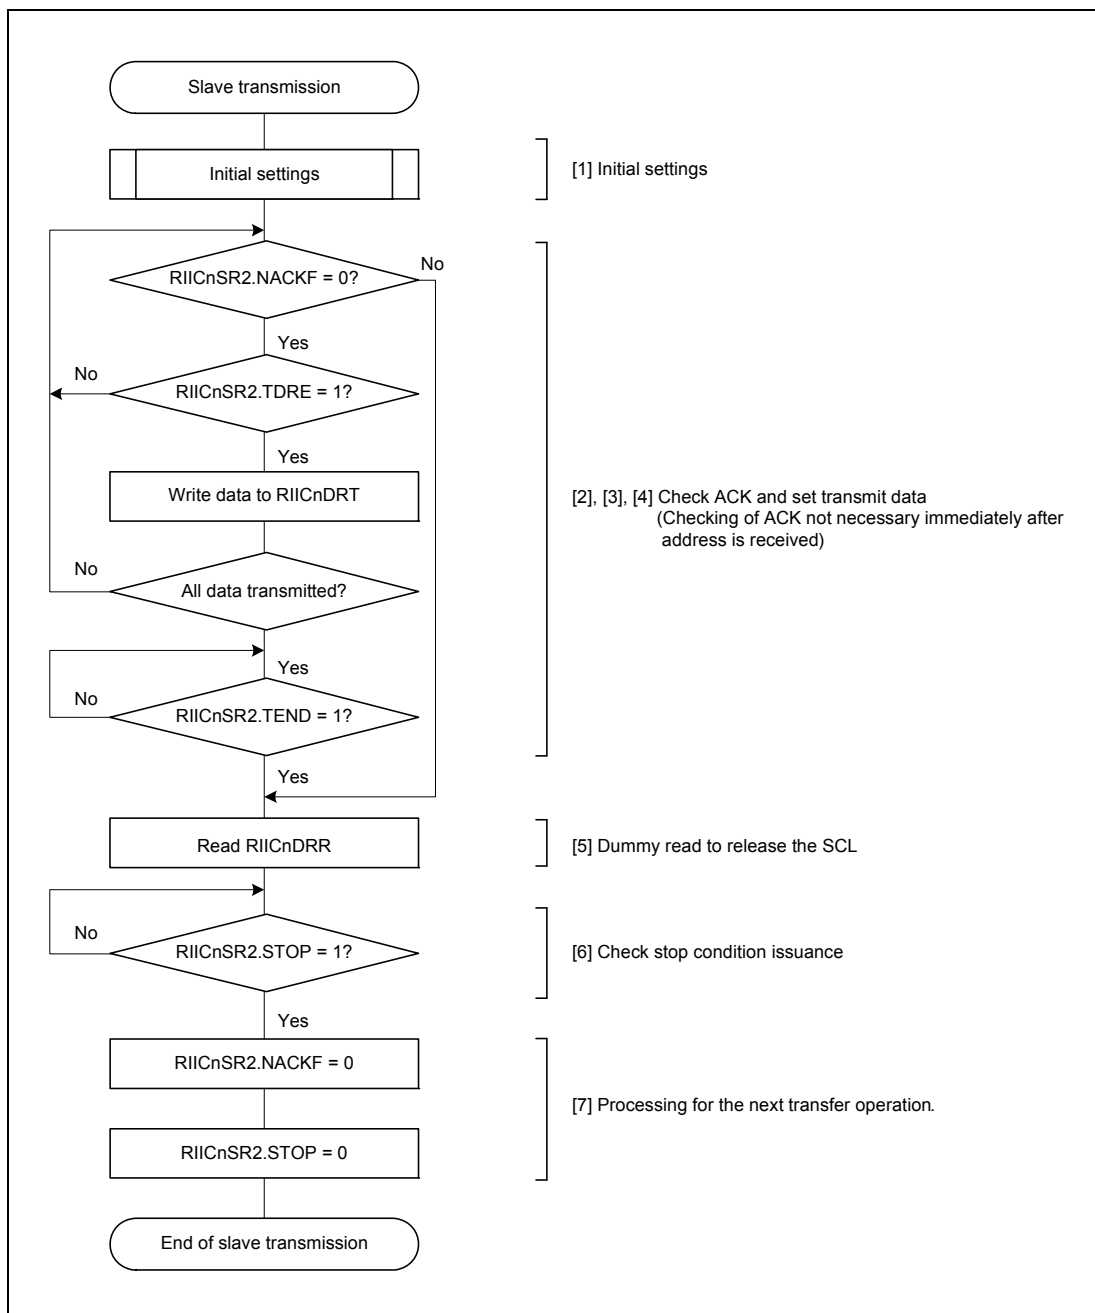 Slave transmission
Initial settings
[1] Initial settings
RIICnSR2.NACKF = 0?
No
Yes
No
RIICnSR2.TDRE = 1?
Yes
Write data to RIICnDRT
[2], [3], [4] Check ACK and set transmit data
(Checking of ACK not necessary immediately after
address is received)
No
All data transmitted?
Yes
No
RIICnSR2.TEND = 1?
Yes
Read RIICnDRR
[5] Dummy read to release the SCL
No
RIICnSR2.STOP = 1?
[6] Check stop condition issuance
Yes
RIICnSR2.NACKF = 0
[7] Processing for the next transfer operation.
RIICnSR2.STOP = 0
End of slave transmission